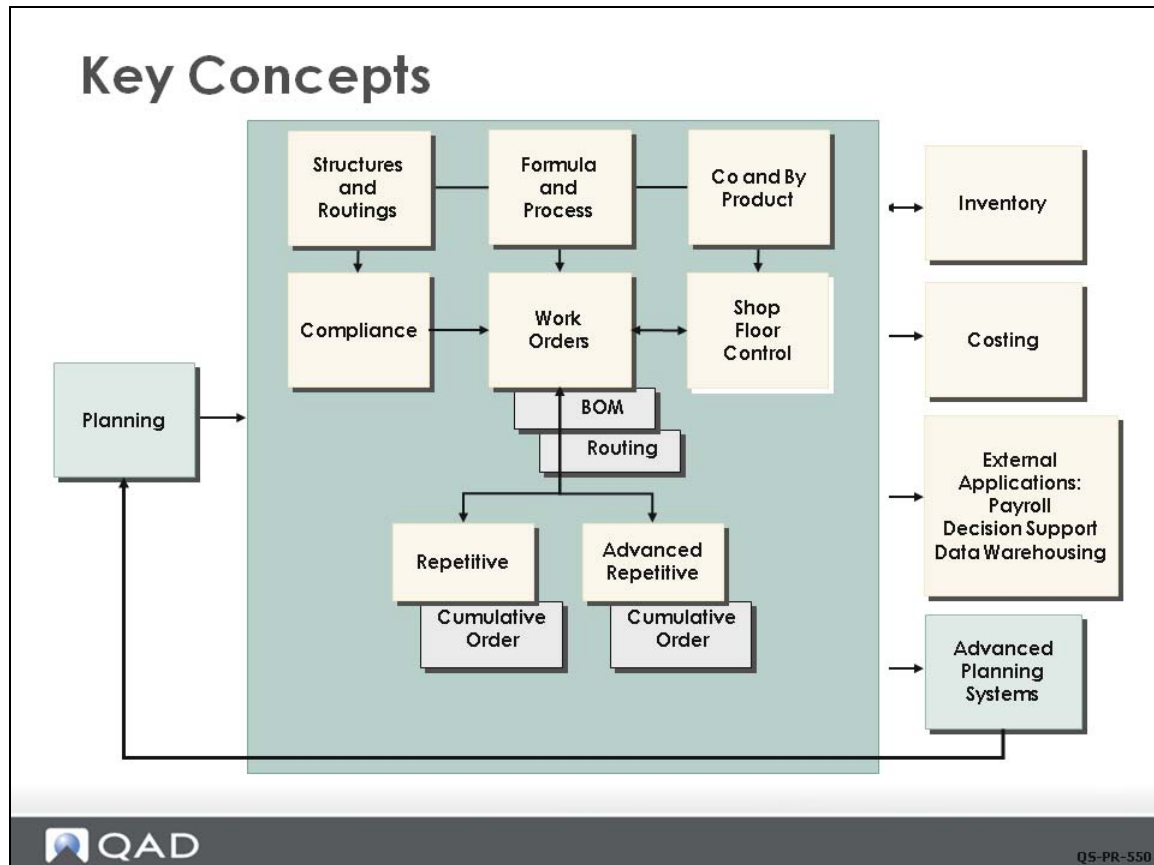 Key Concepts
Structures
and
Routings
Formula
and
Process
Co and By
Product
Inventory
Compliance
Work
Orders
Shop
Floor
Control
Costing
Planning
BOM
Routing
External
Applications:
Payroll
Decision Support
Data Warehousing
Repetitive
Advanced
Repetitive
Cumulative
Order
Cumulative
Order
Advanced
Planning
Systems
QAD
QS-PR-550